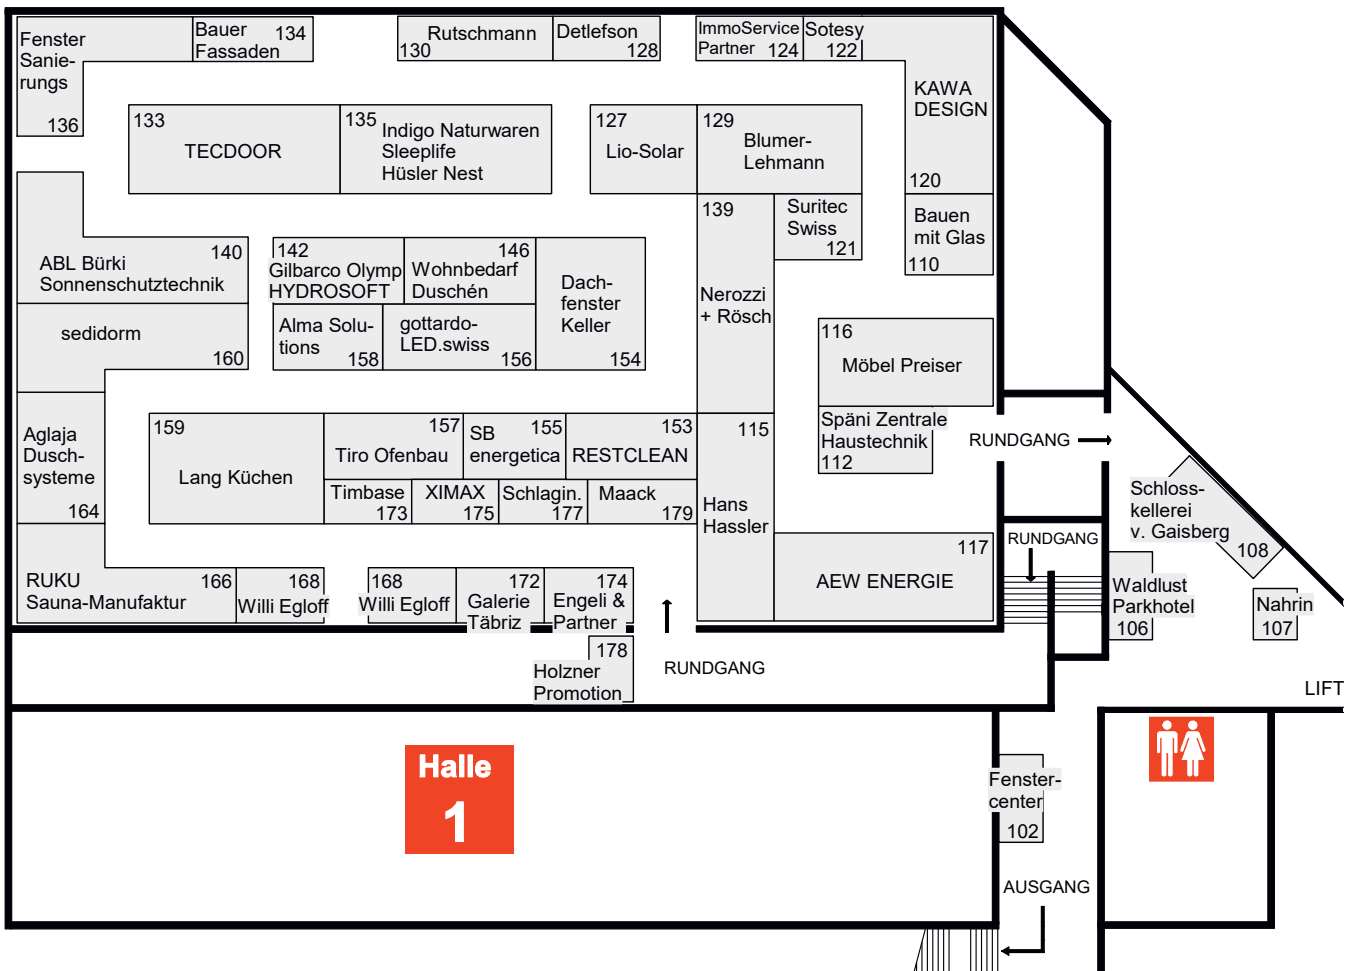 Fenster
Sanie-
rungs
136
Bauer 134
Fassaden
Rutschmann
130
Detlefson
128
ImmoService
Partner 124
Sotesy
122
KAWA
DESIGN
120
133
TECDOOR
135
Indigo Naturwaren
Sleeplife
Hüsler Nest
127
Lio-Solar
129
Blumer-
Lehmann
139
Nerozzi
+ Rösch
Suritec
Swiss
121
Bauen
mit Glas
110
140
ABL Bürki
Sonnenschutztechnik
sedidorm
160
142
Gilbarco Olymp
HYDROSOFT
146
Wohnbedarf
Duschén
Dach-
fenster
Keller
154
Alma Solu-
tions
158
gottardo-
LED.swiss
156
116
Möbel Preiser
Späni Zentrale
Haustechnik
112
RUNDGANG
Aglaja
Dusch-
systeme
164
159
Lang Küchen
157
Tiro Ofenbau
SB 155
energetica
153
RESTCLEAN
115
Hans
Hassler
Timbase
173
XIMAX
175
Schlagin.
177
Maack
179
Schloss-
kellerei
v. Gaisberg
108
117
AEW ENERGIE
RUNDGANG
RUKU 166
Sauna-Manufaktur
168
Willi Egloff
168
Willi Egloff
172
Galerie
Täbriz
174
Engeli &
Partner
Waldlust
Parkhotel
106
Nahrin
107
178
Holzner
Promotion
RUNDGANG
LIFT
Halle
1
Fenster-
center
102
AUSGANG